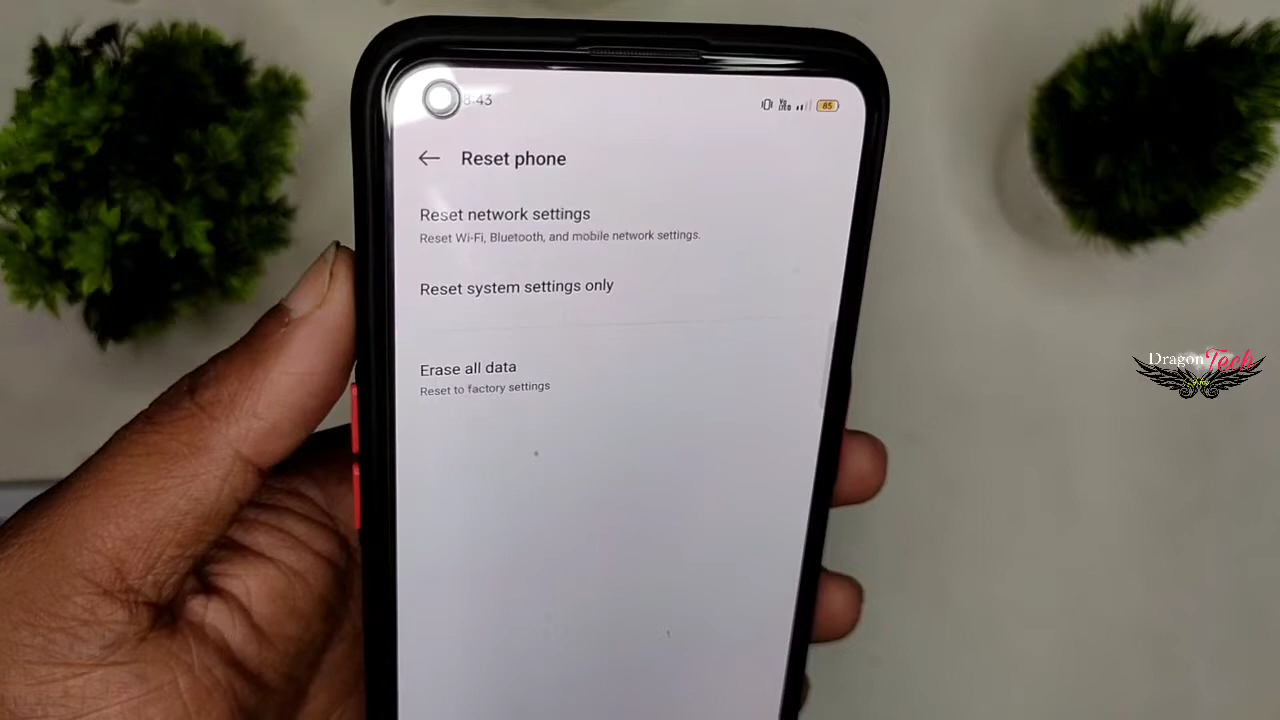 8:43
85
Reset phone
Reset network settings
Reset Wi-Fi, Bluetooth, and mobile network settings.
Reset system settings only
Erase all data
Reset to factory settings
Dragon Tech